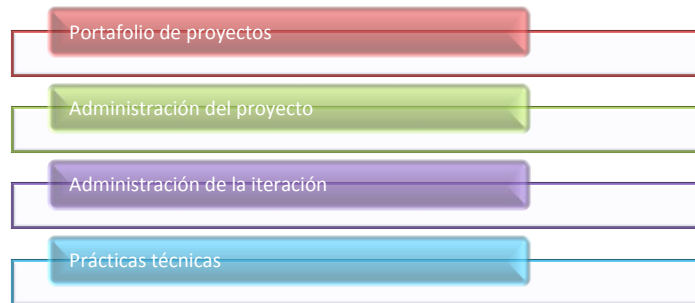 Portafolio de proyectos
Administración del proyecto
Administración de la iteración
Prácticas técnicas